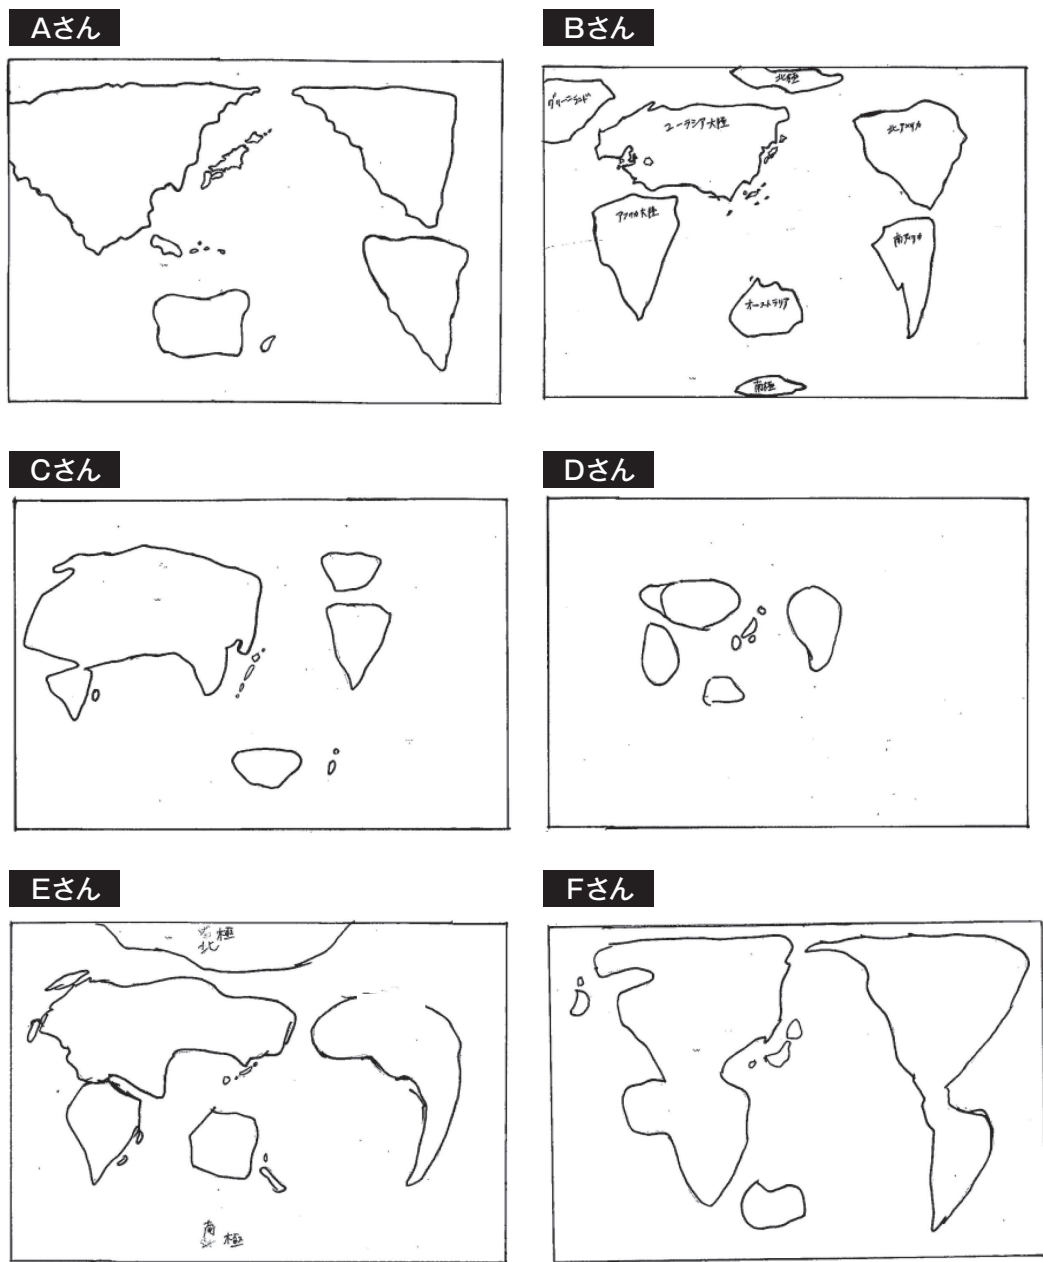 Aさん
Bさん
北極
グリーンランド
ユーラシア大陸
北アメリカ
アフリカ大陸
南アメリカ
オーストラリア
南極
Cさん
Dさん
Eさん
北極
南極
Fさん